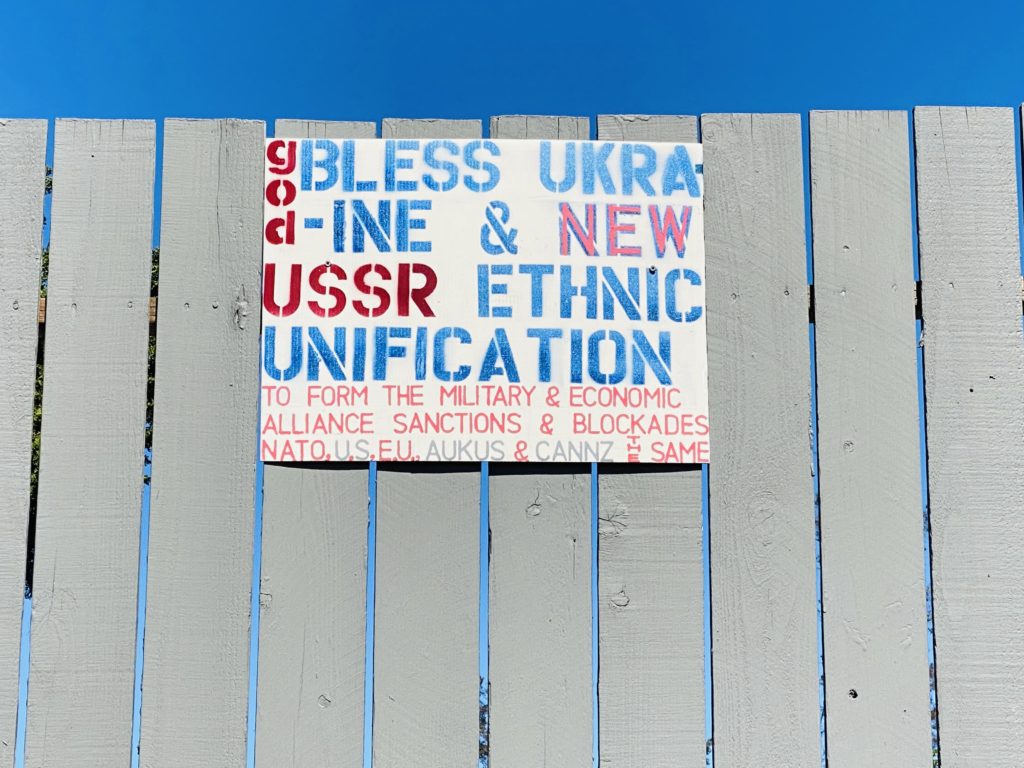 god BLESS UKRA-
-INE & NEW
USSR ETHNIC
UNIFICATION
TO FORM THE MILITARY & ECONOMIC
ALLIANCE SANCTIONS & BLOCKADES
NATO, U.S, E.U., AUKUS & CANNZ THE SAME